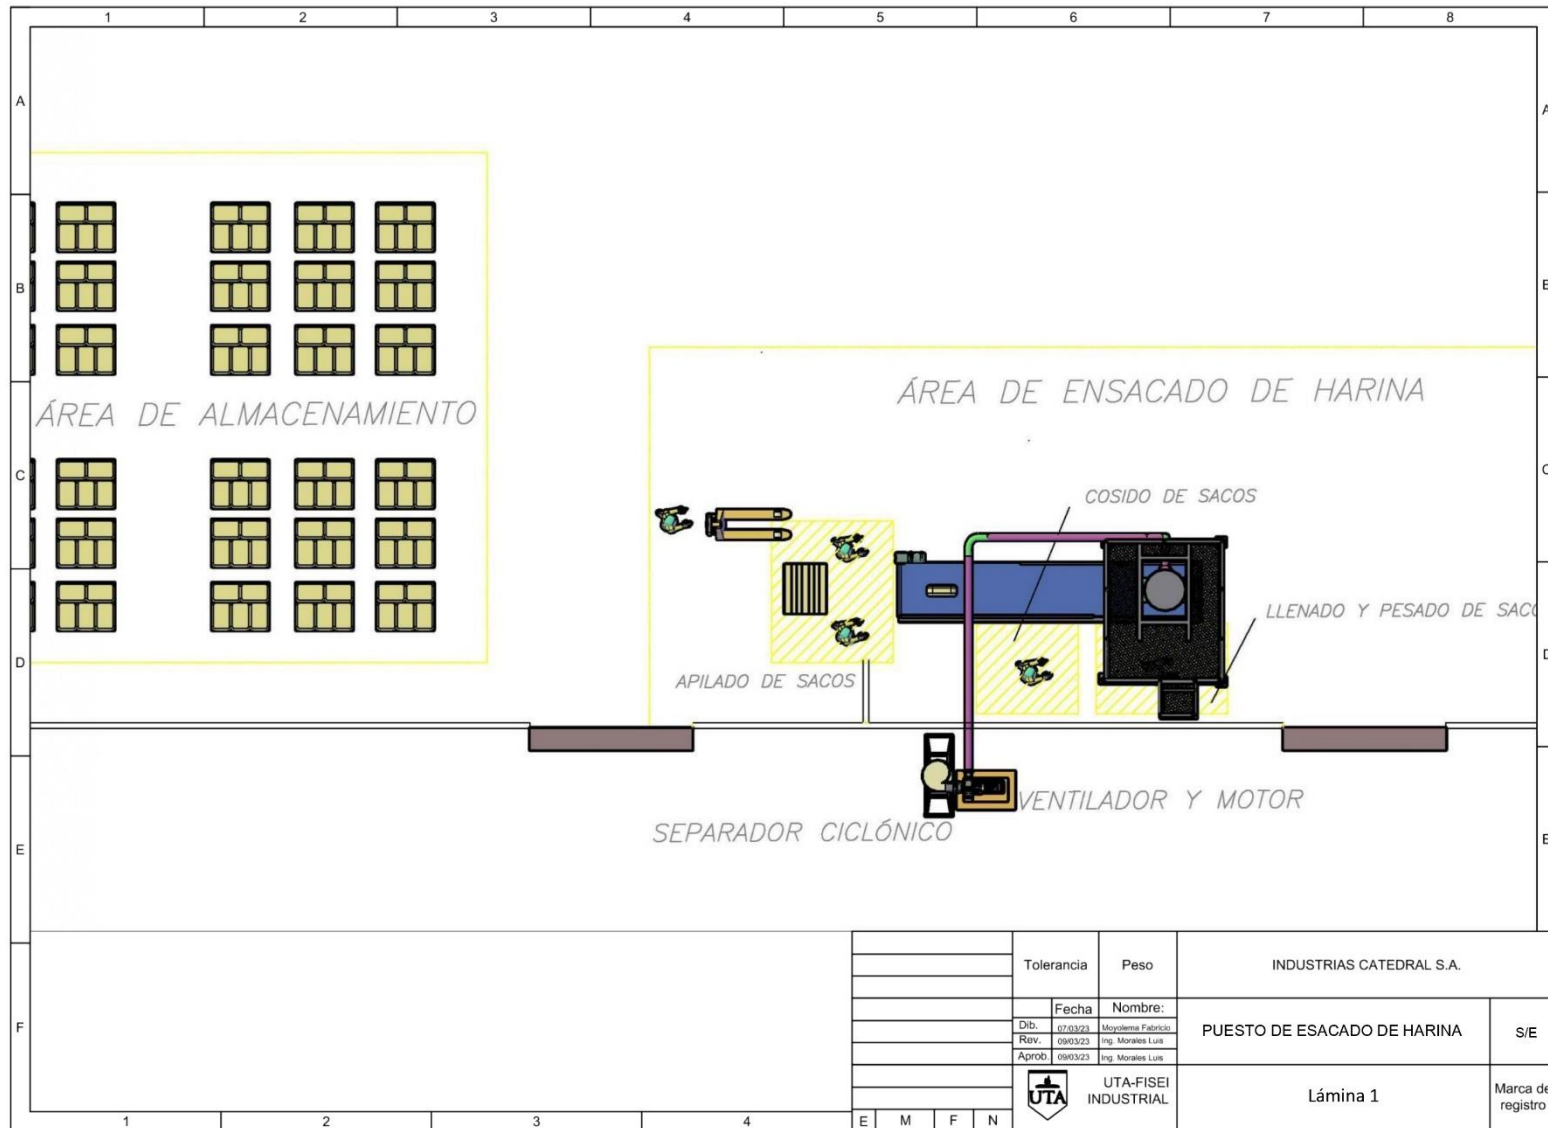 1 2 3 4 5 6 7 8
A A
ÁREA DE ENSACADO DE HARINA
B
ÁREA DE ALMACENAMIENTO
C
COSIDO DE SACOS
LLENADO Y PESADO DE SACO
D D
APILADO DE SACOS
VENTILADOR Y MOTOR
SEPARADOR CICLÓNICO
E
Tolerancia Peso INDUSTRIAS CATEDRAL S.A.
F
Fecha Nombre:
Dib. 07/03/23 Moyolema Fabricio
PUESTO DE ESACADO DE HARINA S/E
Rev. 09/03/23 Ing. Morales Luis
Aprob. 09/03/23 Ing. Morales Luis
UTA
UTA-FISEI
INDUSTRIAL
Lámina 1
Marca de
registro
1 2 3 4 E M F N